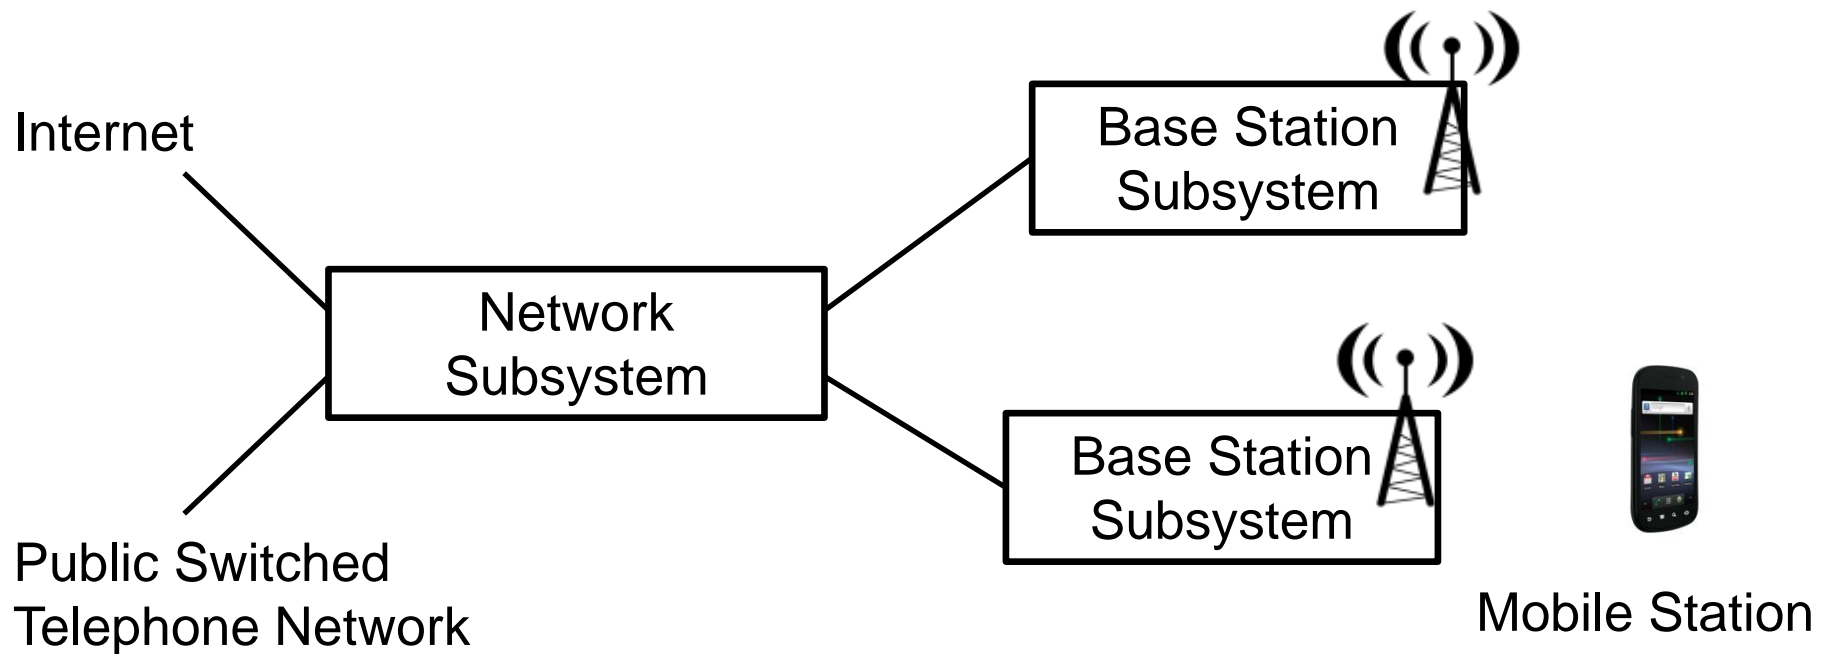 Internet
Base Station
Subsystem
Network
Subsystem
Base Station
Subsystem
Public Switched
Telephone Network
Mobile Station